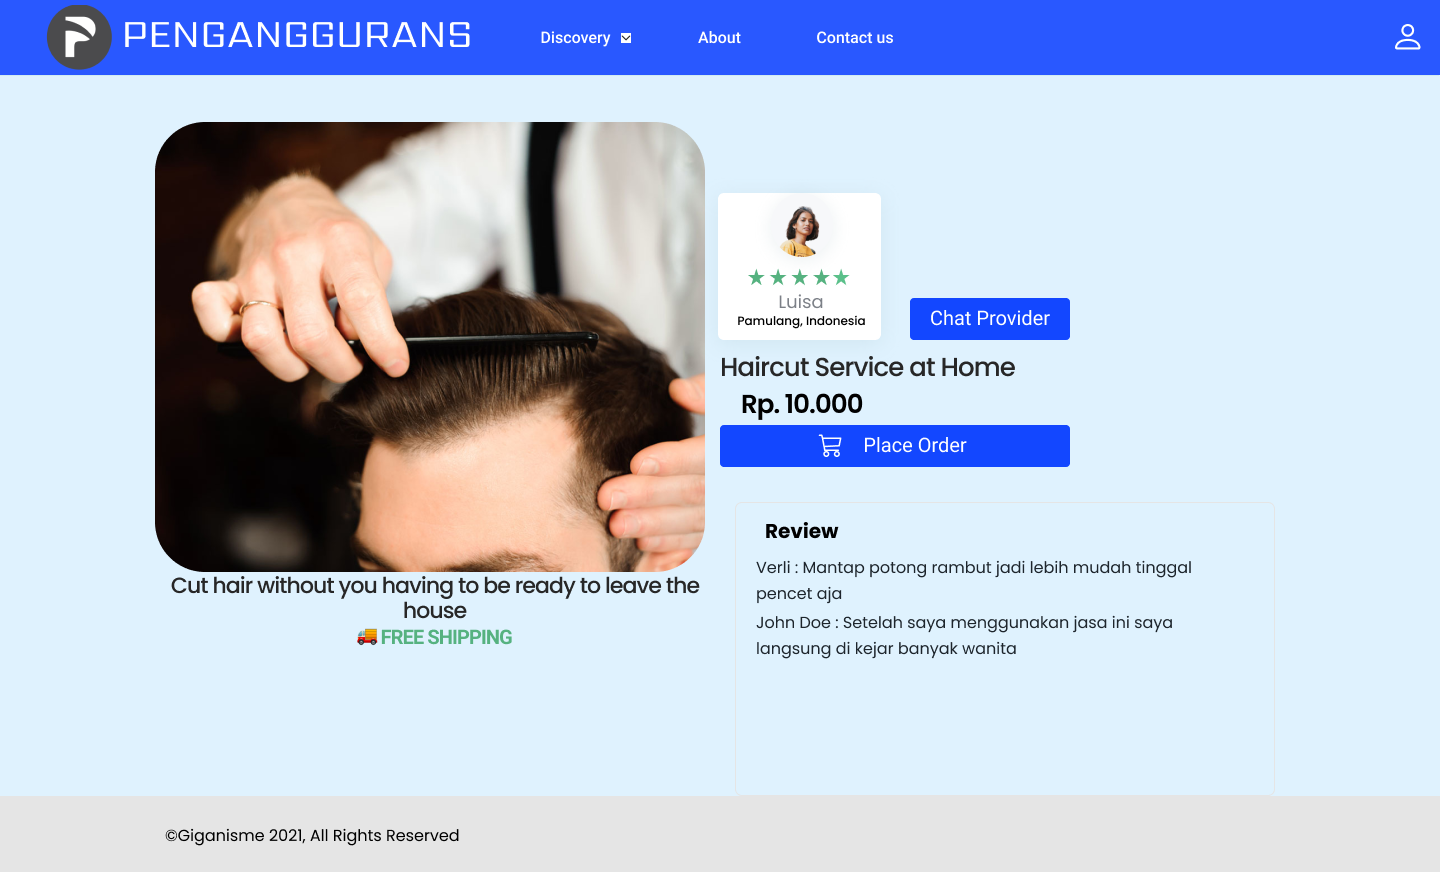 PENGANGGURANS
Discovery
About
Contact us
Luisa
Pamulang, Indonesia
Chat Provider
Haircut Service at Home
Rp. 10.000
Place Order
Cut hair without you having to be ready to leave the
house
FREE SHIPPING
Review
Verli : Mantap potong rambut jadi lebih mudah tinggal
pencet aja
John Doe : Setelah saya menggunakan jasa ini saya
langsung di kejar banyak wanita
©Giganisme 2021, All Rights Reserved